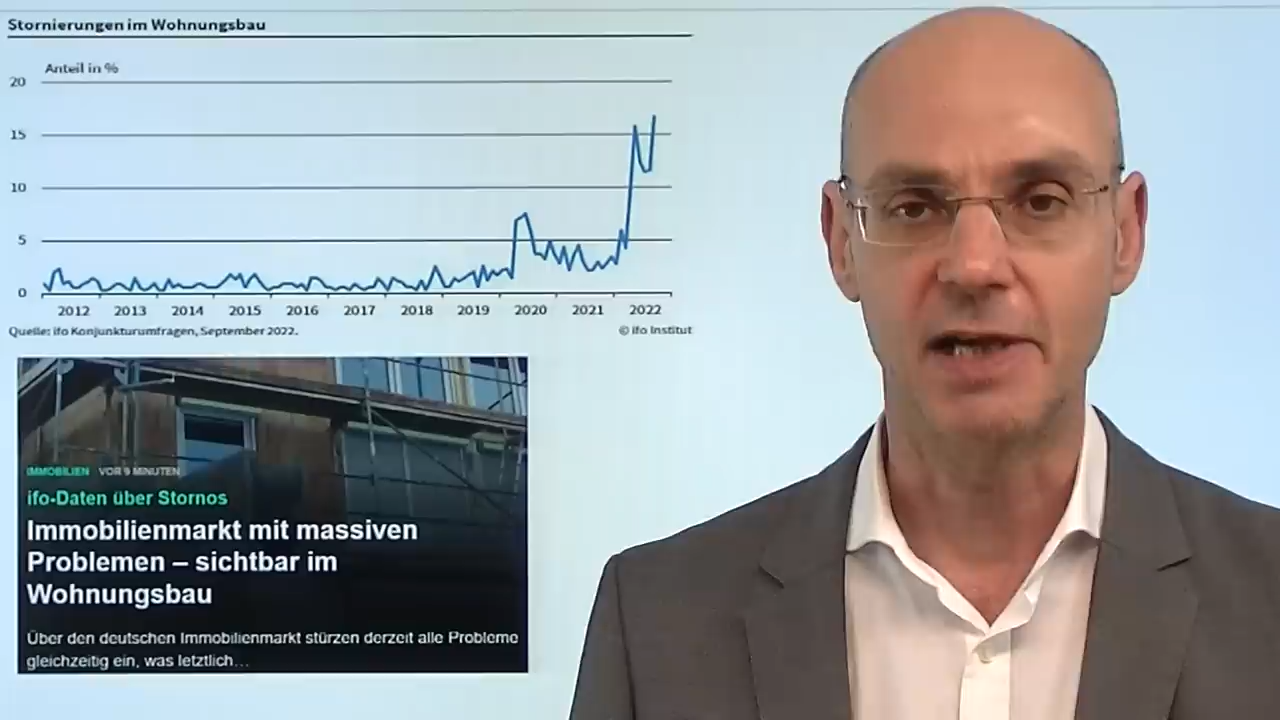 Stornierungen im Wohnungsbau
Anteil in %
20
15
10
5
0
2012 2013 2014 2015 2016 2017 2018 2019 2020 2021 2022
Quelle: ifo Konjunkturumfragen, September 2022.
© ifo Institut
IMMOBILIEN VOR 9 MINUTEN
ifo-Daten über Stornos
Immobilienmarkt mit massiven
Problemen – sichtbar im
Wohnungsbau
Über den deutschen Immobilienmarkt stürzen derzeit alle Probleme
gleichzeitig ein, was letztlich...